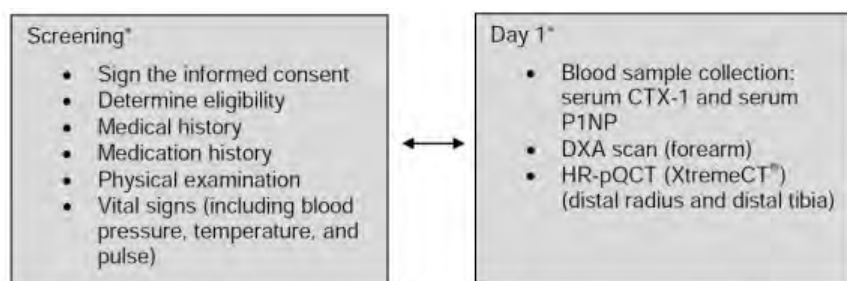 Screening*
• Sign the informed consent
• Determine eligibility
• Medical history
• Medication history
• Physical examination
• Vital signs (including blood
pressure, temperature, and
pulse)
Day 1*
• Blood sample collection:
serum CTX-1 and serum
P1NP
• DXA scan (forearm)
• HR-pQCT (XtremeCT®)
(distal radius and distal tibia)